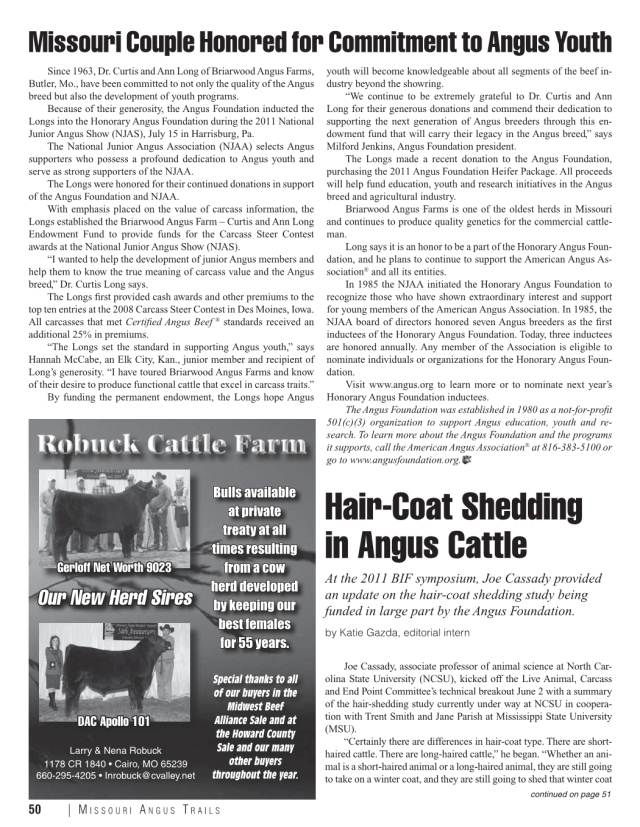 Missouri Couple Honored for Commitment to Angus Youth
Since 1963, Dr. Curtis and Ann Long of Briarwood Angus Farms,
Butler, Mo., have been committed to not only the quality of the Angus
breed but also the development of youth programs.
Because of their generosity, the Angus Foundation inducted the
Longs into the Honorary Angus Foundation during the 2011 National
Junior Angus Show (NJAS), July 15 in Harrisburg, Pa.
The National Junior Angus Association (NJAA) selects Angus
supporters who possess a profound dedication to Angus youth and
serve as strong supporters of the NJAA.
The Longs were honored for their continued donations in support
of the Angus Foundation and NJAA.
With emphasis placed on the value of carcass information, the
Longs established the Briarwood Angus Farm – Curtis and Ann Long
Endowment Fund to provide funds for the Carcass Steer Contest
awards at the National Junior Angus Show (NJAS).
“I wanted to help the development of junior Angus members and
help them to know the true meaning of carcass value and the Angus
breed,” Dr. Curtis Long says.
The Longs first provided cash awards and other premiums to the
top ten entries at the 2008 Carcass Steer Contest in Des Moines, Iowa.
All carcasses that met Certified Angus Beef ® standards received an
additional 25% in premiums.
“The Longs set the standard in supporting Angus youth,” says
Hannah McCabe, an Elk City, Kan., junior member and recipient of
Long’s generosity. “I have toured Briarwood Angus Farms and know
of their desire to produce functional cattle that excel in carcass traits.”
By funding the permanent endowment, the Longs hope Angus
youth will become knowledgeable about all segments of the beef in-
dustry beyond the showring.
“We continue to be extremely grateful to Dr. Curtis and Ann
Long for their generous donations and commend their dedication to
supporting the next generation of Angus breeders through this en-
dowment fund that will carry their legacy in the Angus breed,” says
Milford Jenkins, Angus Foundation president.
The Longs made a recent donation to the Angus Foundation,
purchasing the 2011 Angus Foundation Heifer Package. All proceeds
will help fund education, youth and research initiatives in the Angus
breed and agricultural industry.
Briarwood Angus Farms is one of the oldest herds in Missouri
and continues to produce quality genetics for the commercial cattle-
man.
Long says it is an honor to be a part of the Honorary Angus Foun-
dation, and he plans to continue to support the American Angus As-
sociation® and all its entities.
In 1985 the NJAA initiated the Honorary Angus Foundation to
recognize those who have shown extraordinary interest and support
for young members of the American Angus Association. In 1985, the
NJAA board of directors honored seven Angus breeders as the first
inductees of the Honorary Angus Foundation. Today, three inductees
are honored annually. Any member of the Association is eligible to
nominate individuals or organizations for the Honorary Angus Foun-
dation.
Visit www.angus.org to learn more or to nominate next year’s
Honorary Angus Foundation inductees.
The Angus Foundation was established in 1980 as a not-for-profit
501(c)(3) organization to support Angus education, youth and re-
search. To learn more about the Angus Foundation and the programs
it supports, call the American Angus Association® at 816-383-5100 or
go to www.angusfoundation.org.
Robuck Cattle Farm
Gerloff Net Worth 9023
Our New Herd Sires
DAC Apollo 101
Larry & Nena Robuck
1178 CR 1840 • Cairo, MO 65239
660-295-4205 • lnrobuck@cvalley.net
Bulls available
at private
treaty at all
times resulting
from a cow
herd developed
by keeping our
best females
for 55 years.
Special thanks to all
of our buyers in the
Midwest Beef
Alliance Sale and at
the Howard County
Sale and our many
other buyers
throughout the year.
Hair-Coat Shedding
in Angus Cattle
At the 2011 BIF symposium, Joe Cassady provided
an update on the hair-coat shedding study being
funded in large part by the Angus Foundation.
by Katie Gazda, editorial intern
Joe Cassady, associate professor of animal science at North Car-
olina State University (NCSU), kicked off the Live Animal, Carcass
and End Point Committee’s technical breakout June 2 with a summary
of the hair-shedding study currently under way at NCSU in coopera-
tion with Trent Smith and Jane Parish at Mississippi State University
(MSU).
“Certainly there are differences in hair-coat type. There are short-
haired cattle. There are long-haired cattle,” he began. “Whether an ani-
mal is a short-haired animal or a long-haired animal, they are still going
to take on a winter coat, and they are still going to shed that winter coat
continued on page 51
50 | MISSOURI ANGUS TRAILS